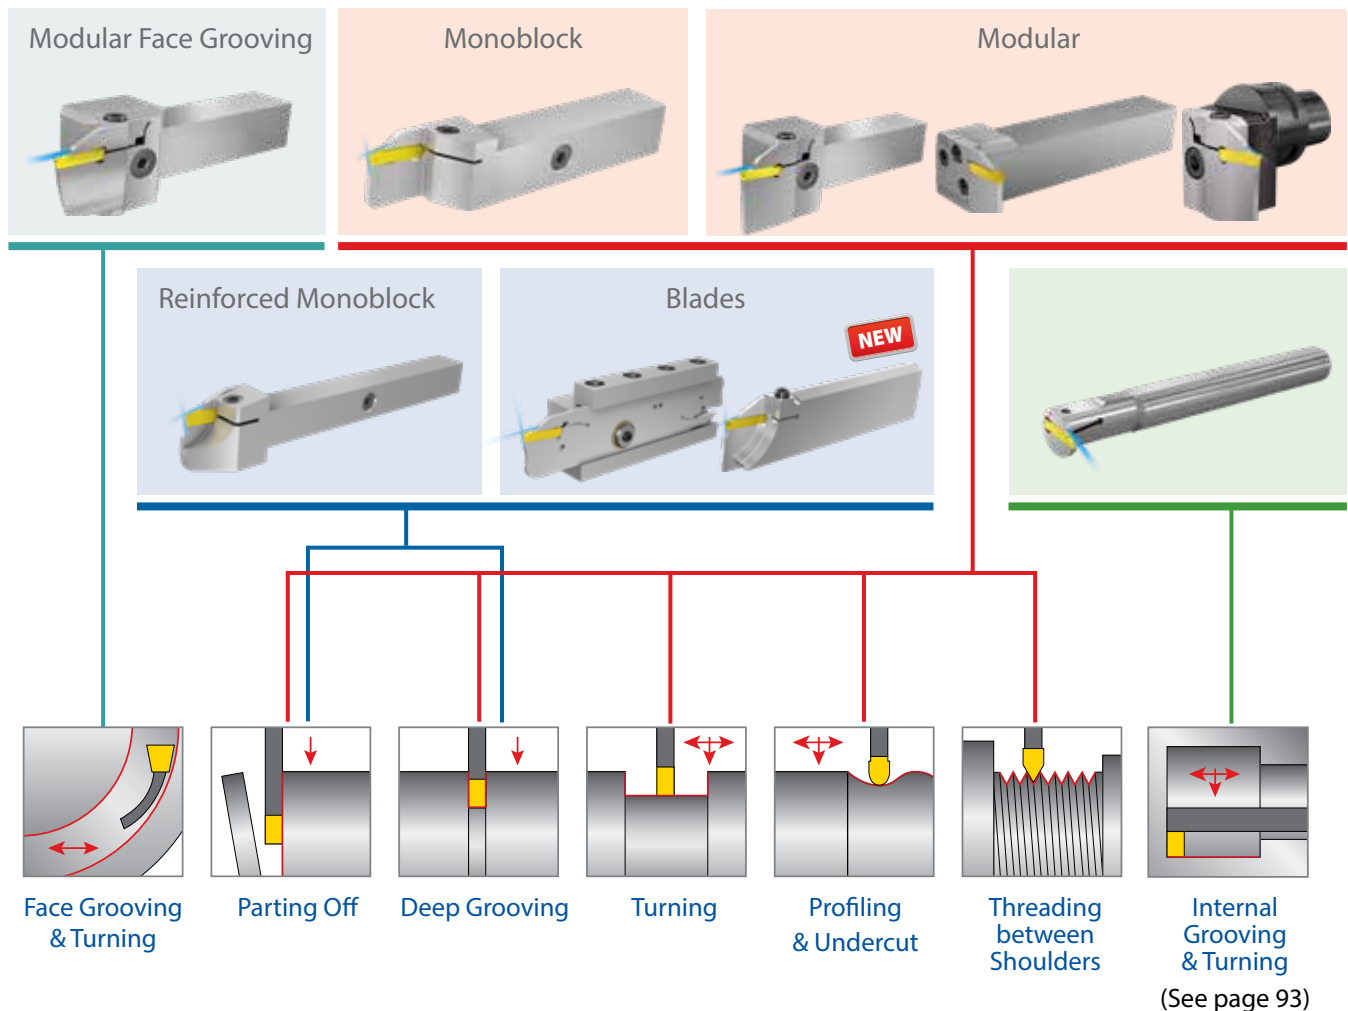 Modular Face Grooving
Monoblock
Modular
Reinforced Monoblock
Blades
NEW
Face Grooving
& Turning
Parting Off
Deep Grooving
Turning
Profiling
& Undercut
Threading
between
Shoulders
Internal
Grooving
& Turning
(See page 93)